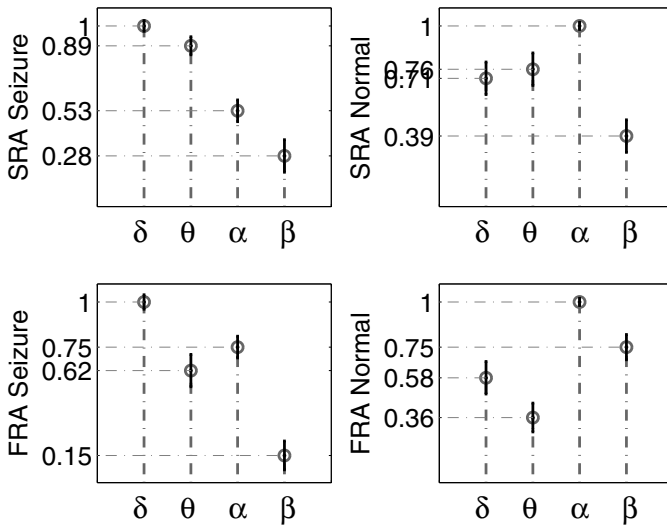 SRA Seizure
1
0.89
0.53
0.28
δ θ α β
SRA Normal
1
0.76
0.71
0.39
δ θ α β
FRA Seizure
1
0.75
0.62
0.15
δ θ α β
FRA Normal
1
0.75
0.58
0.36
δ θ α β